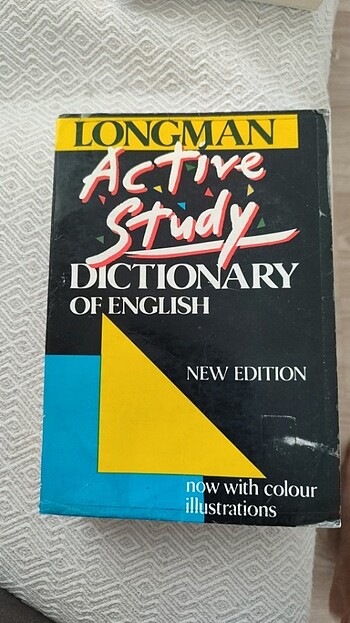 LONGMAN
Active
Study
DICTIONARY
OF ENGLISH
NEW EDITION
now with colour
illustrations